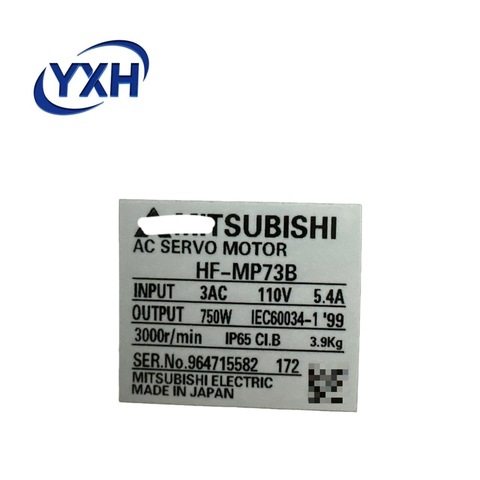 YXH
MITSUBISHI
AC SERVO MOTOR
HF-MP73B
INPUT 3AC 110V 5.4A
OUTPUT 750W IEC60034-1 '99
3000r/min IP65 CI.B 3.9Kg
SER.No.964715582 172
MITSUBISHI ELECTRIC
MADE IN JAPAN